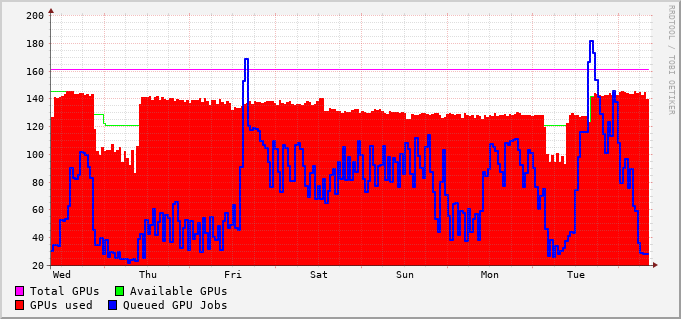 200
180
160
140
120
100
80
60
40
20
Wed Thu Fri Sat Sun Mon Tue
Total GPUs Available GPUs
GPUs used Queued GPU Jobs
RRDTOOL / TOBI OETIKER